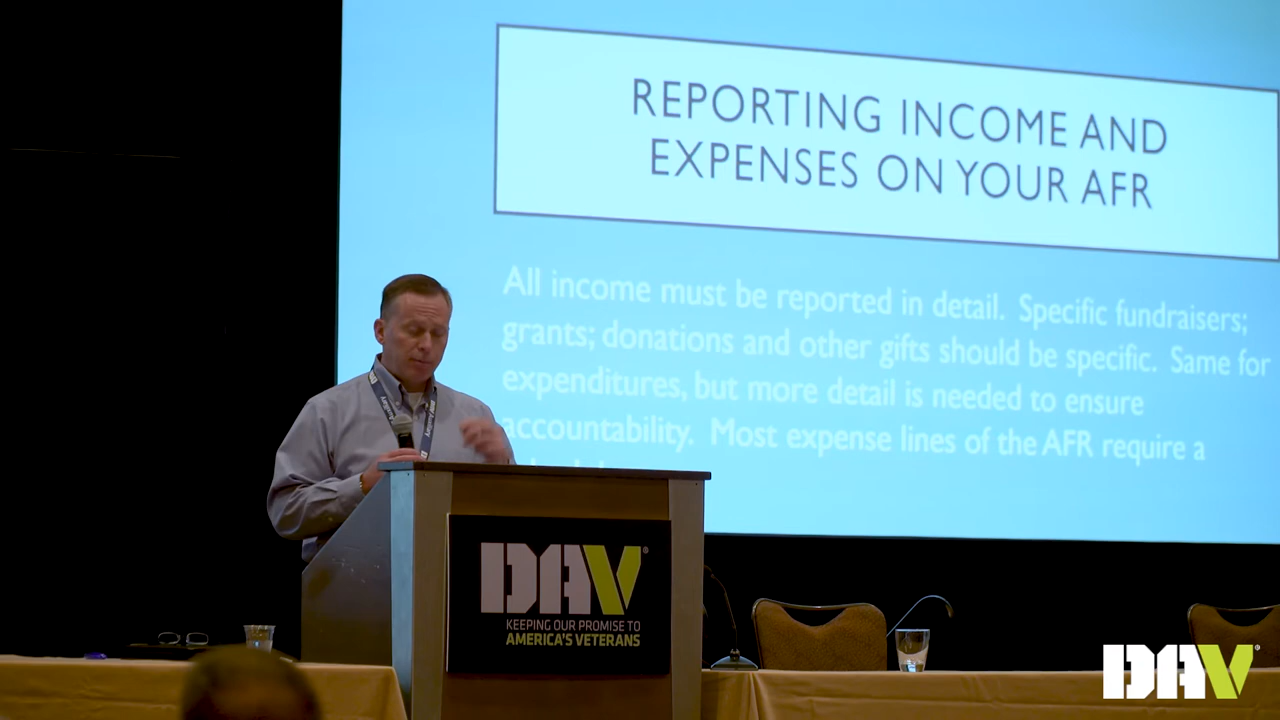 REPORTING INCOME AND
EXPENSES ON YOUR AFR
All income must be reported in detail. Specific fundraisers;
grants; donations and other gifts should be specific. Same for
expenditures, but more detail is needed to ensure
accountability. Most expense lines of the AFR require a
DAV®
KEEPING OUR PROMISE TO
AMERICA'S VETERANS
DAV®